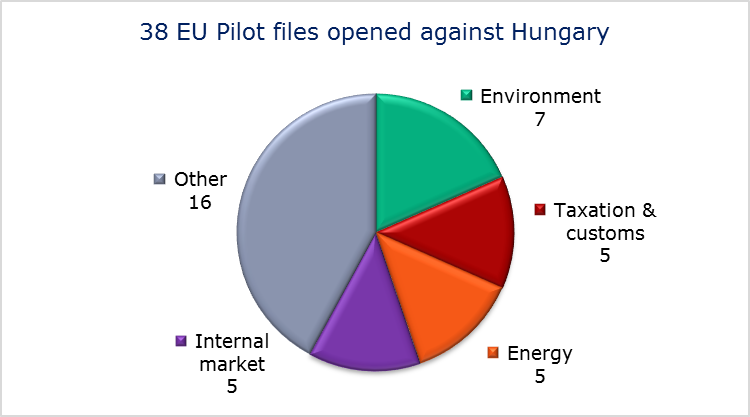 38 EU Pilot files opened against Hungary
Environment
7
Taxation &
customs
5
Energy
5
Internal
market
5
Other
16